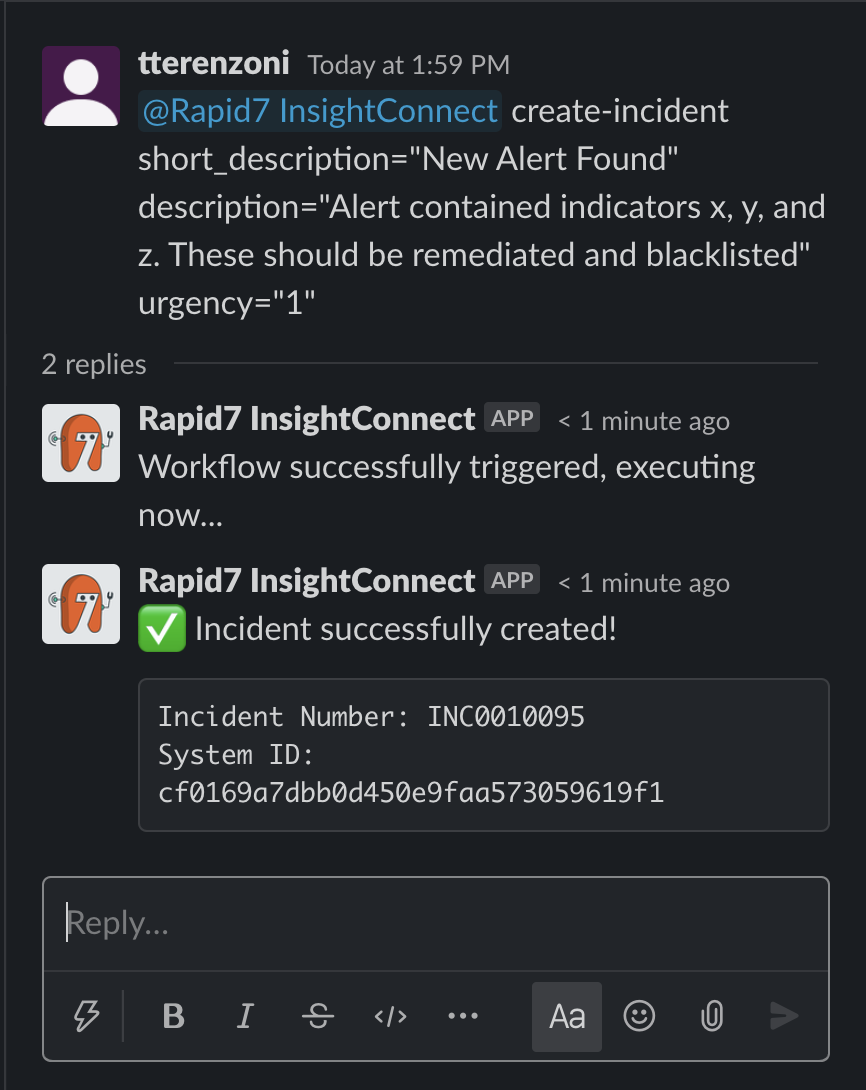 tterenzoni Today at 1:59 PM
@Rapid7 InsightConnect create-incident
short_description="New Alert Found"
description="Alert contained indicators x, y, and
z. These should be remediated and blacklisted"
urgency="1"
2 replies
Rapid7 InsightConnect APP < 1 minute ago
Workflow successfully triggered, executing
now...
Rapid7 InsightConnect APP < 1 minute ago
Incident successfully created!
Incident Number: INC0010095
System ID:
cf0169a7dbb0d450e9faa573059619f1
Reply...
B I S </> ... Aa